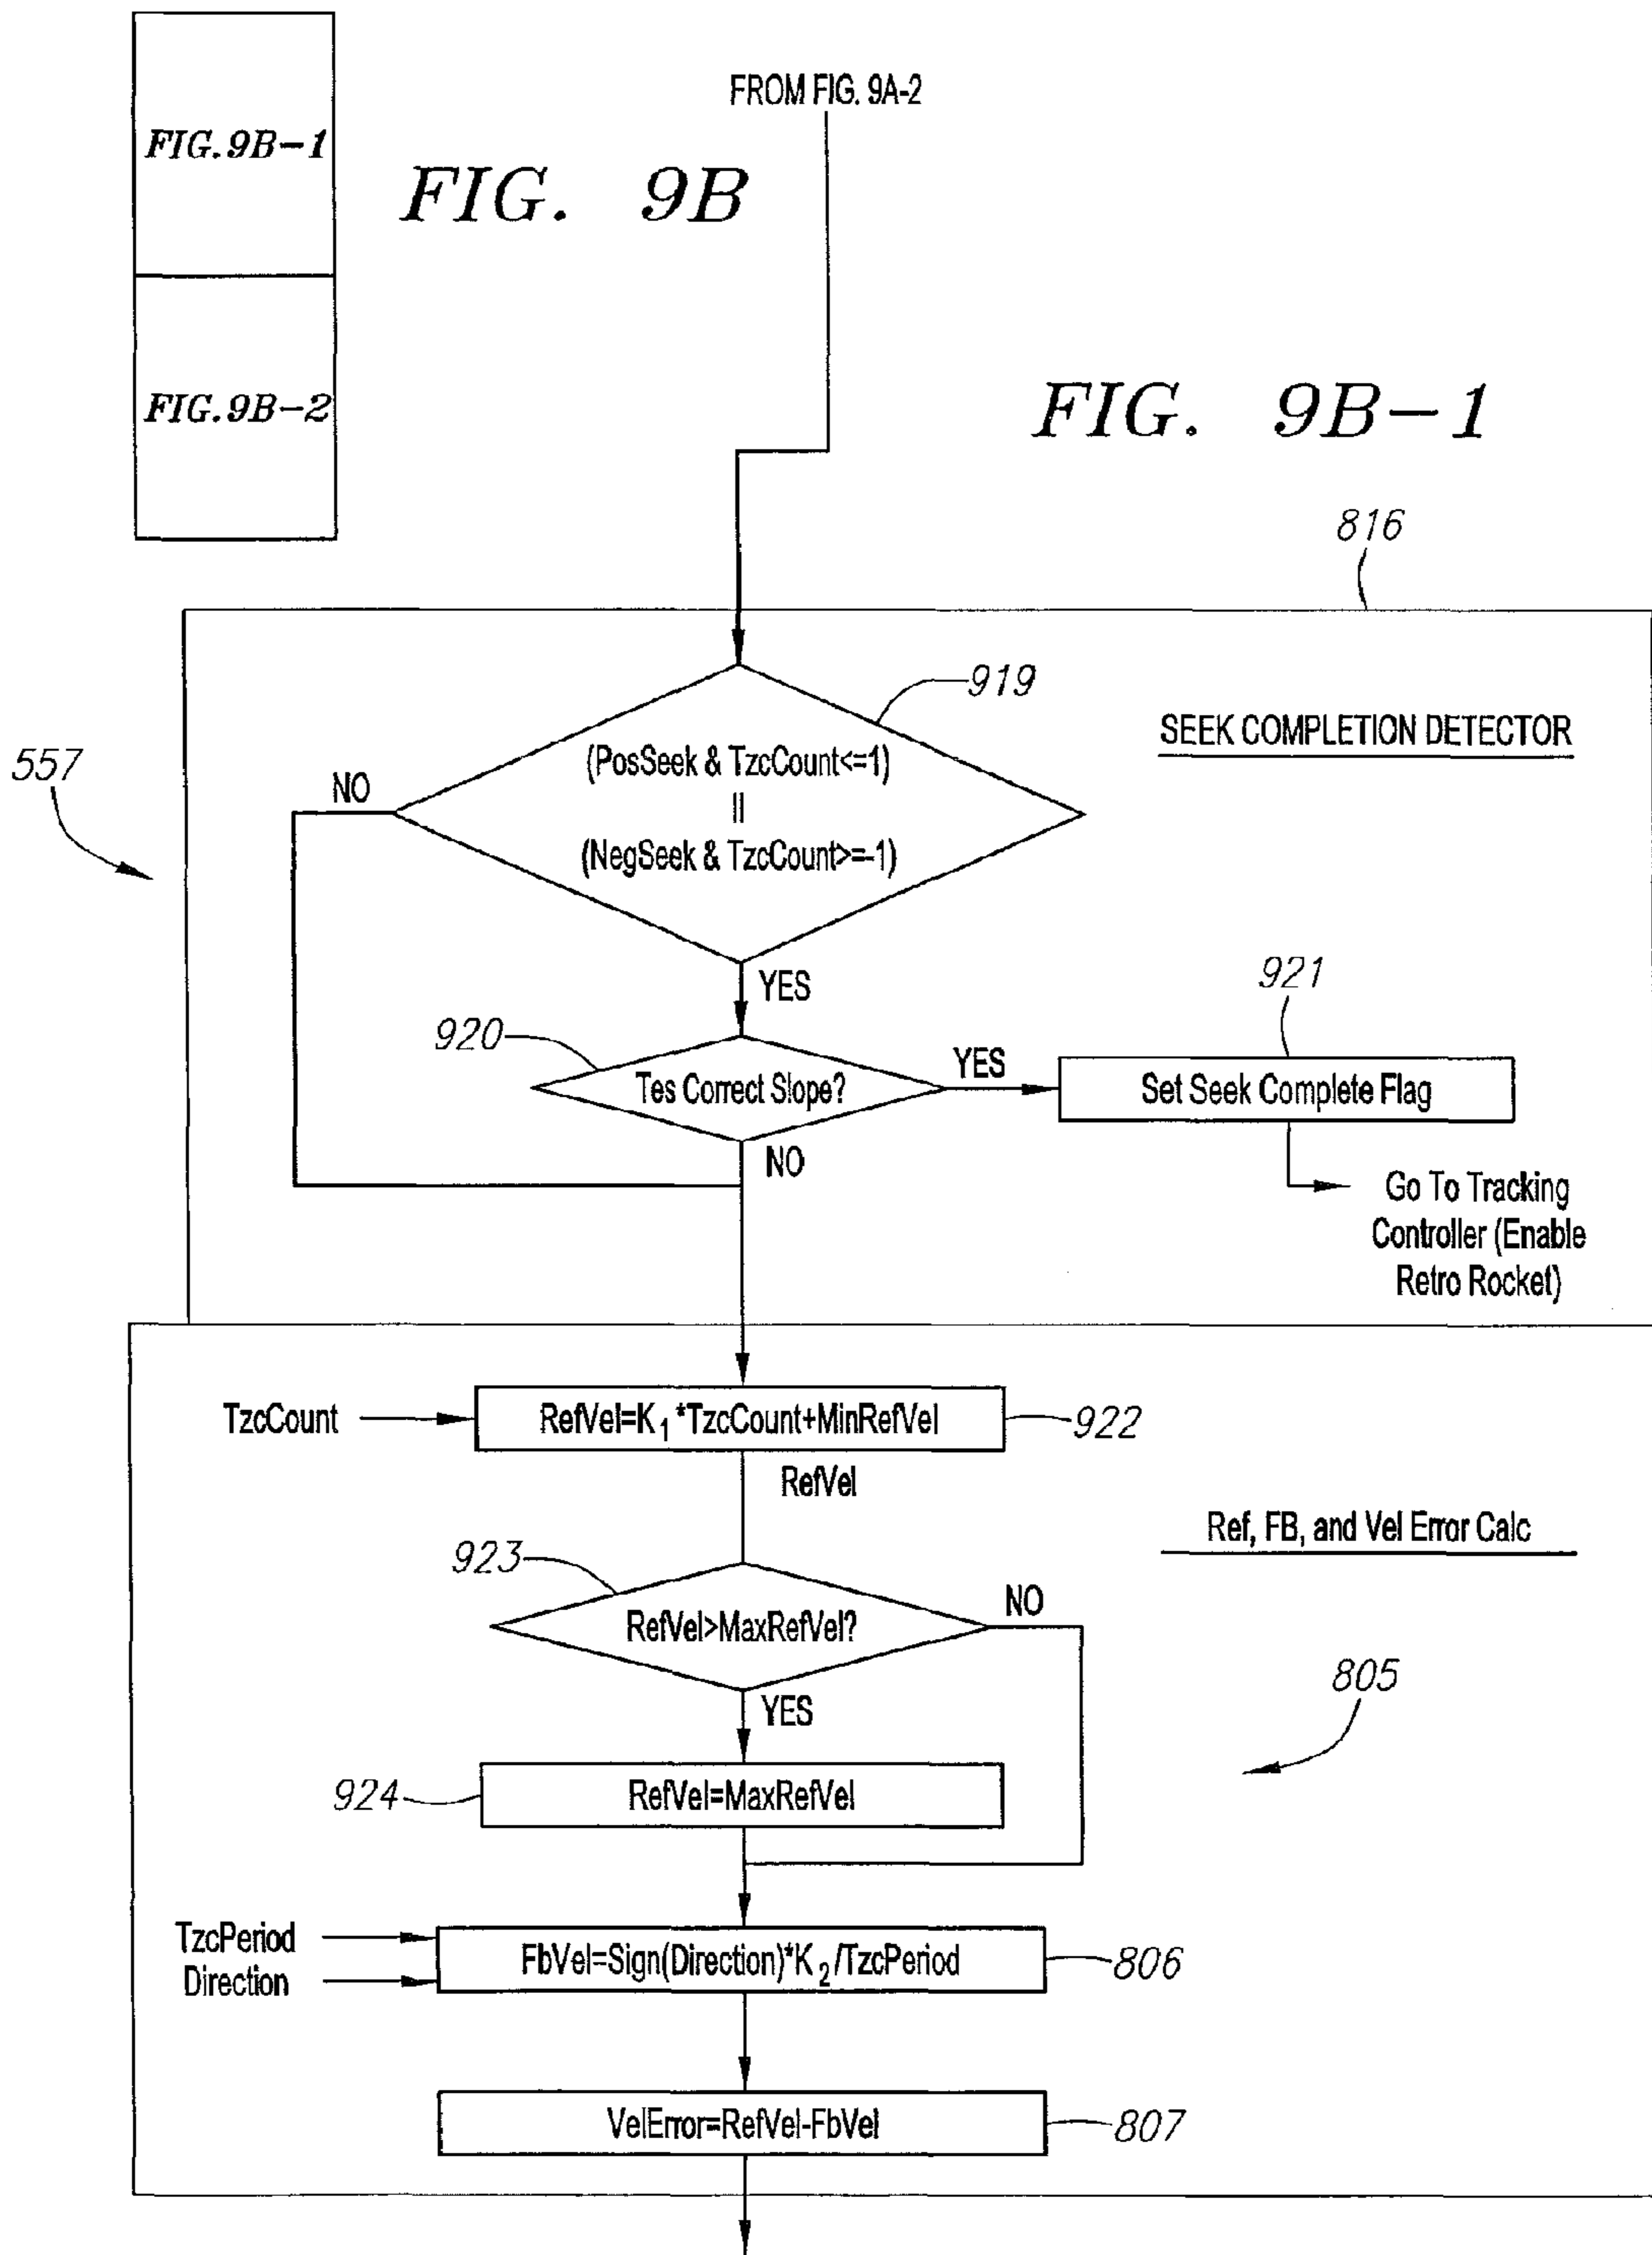 FROM FIG. 9A-2
FIG.9B-1
FIG. 9B
FIG.9B-2
FIG. 9B-1
816
919
SEEK COMPLETION DETECTOR
557
NO
(PosSeek & TzcCount<=1)
||
(NegSeek & TzcCount>=-1)
YES
921
920
Tes Correct Slope?
YES
Set Seek Complete Flag
NO
Go To Tracking
Controller (Enable
Retro Rocket)
TzcCount
RefVel=K1*TzcCount+MinRefVel
922
RefVel
Ref, FB, and Vel Error Calc
923
NO
RefVel>MaxRefVel?
805
YES
924
RefVel=MaxRefVel
TzcPeriod
Direction
FbVel=Sign(Direction)*K2/TzcPeriod
806
VelError=RefVel-FbVel
807